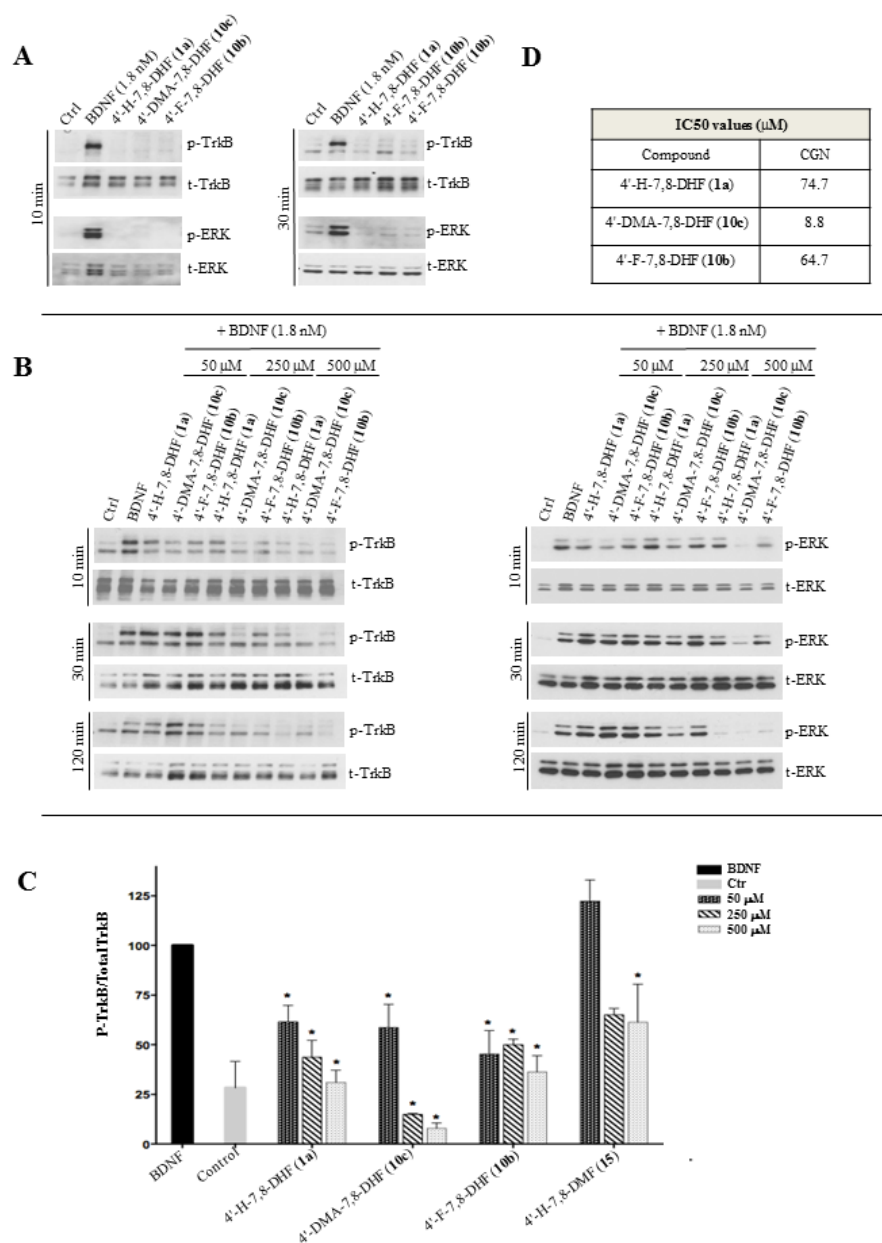 A
Ctrl
BDNF (1.8 nM)
4'-H-7,8-DHF (1a)
4'-DMA-7,8-DHF (10c)
4'-F-7,8-DHF (10b)
10 min
p-TrkB
t-TrkB
p-ERK
t-ERK
Ctrl
BDNF (1.8 nM)
4'-H-7,8-DHF (1a)
4'-F-7,8-DHF (10b)
4'-F-7,8-DHF (10b)
30 min
p-TrkB
t-TrkB
p-ERK
t-ERK
D
IC50 values (μM)
Compound CGN
4'-H-7,8-DHF (1a) 74.7
4'-DMA-7,8-DHF (10c) 8.8
4'-F-7,8-DHF (10b) 64.7
B
+ BDNF (1.8 nM)
50 μM 250 μM 500 μM
Ctrl
BDNF
4'-H-7,8-DHF (1a)
4'-DMA-7,8-DHF (10c)
4'-F-7,8-DHF (10b)
4'-H-7,8-DHF (1a)
4'-DMA-7,8-DHF (10c)
4'-F-7,8-DHF (10b)
4'-H-7,8-DHF (1a)
4'-DMA-7,8-DHF (10c)
4'-F-7,8-DHF (10b)
10 min
p-TrkB
t-TrkB
30 min
p-TrkB
t-TrkB
120 min
p-TrkB
t-TrkB
+ BDNF (1.8 nM)
50 μM 250 μM 500 μM
Ctrl
BDNF
4'-H-7,8-DHF (1a)
4'-DMA-7,8-DHF (10c)
4'-F-7,8-DHF (10b)
4'-H-7,8-DHF (1a)
4'-DMA-7,8-DHF (10c)
4'-F-7,8-DHF (10b)
4'-H-7,8-DHF (1a)
4'-DMA-7,8-DHF (10c)
4'-F-7,8-DHF (10b)
10 min
p-ERK
t-ERK
30 min
p-ERK
t-ERK
120 min
p-ERK
t-ERK
C
P-TrkB/Total TrkB
125
100
75
50
25
0
* * *
* * *
* * *
*
BDNF
Control
4'-H-7,8-DHF (1a)
4'-DMA-7,8-DHF (10c)
4'-F-7,8-DHF (10b)
4'-H-7,8-DMF (15)
BDNF
Ctr
50 μM
250 μM
500 μM